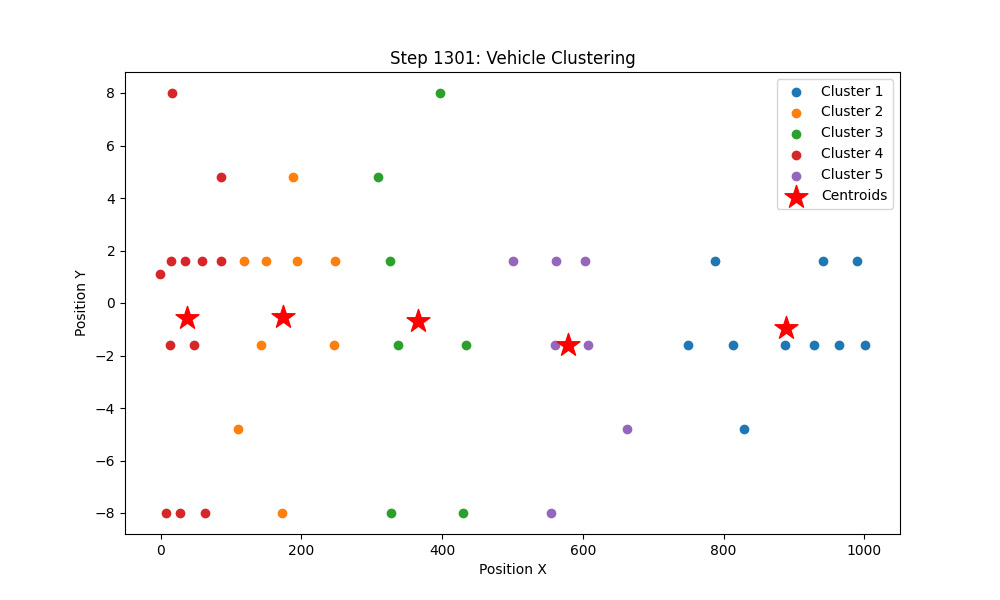 Step 1301: Vehicle Clustering
Cluster 1
Cluster 2
Cluster 3
Cluster 4
Cluster 5
Centroids
8
6
4
2
0
−2
−4
−6
−8
Position Y
0 200 400 600 800 1000
Position X